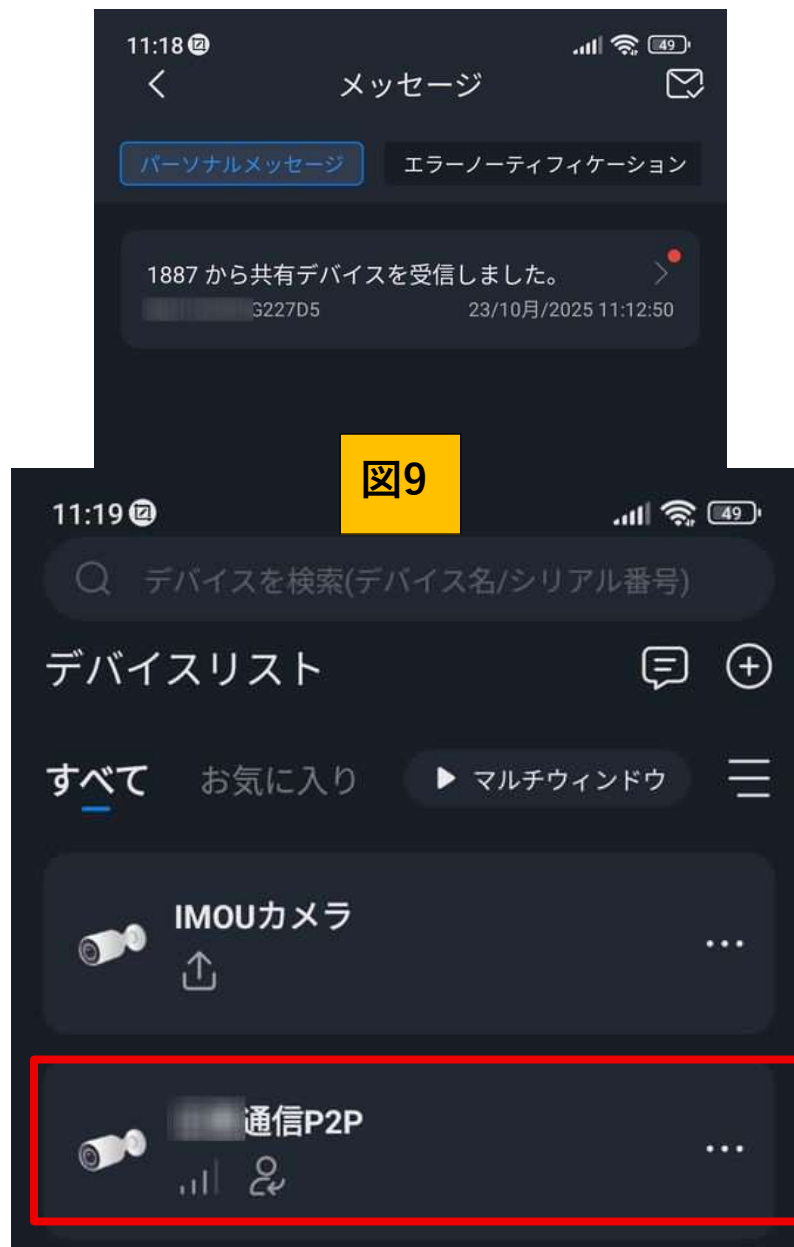 11:18
49
メッセージ
パーソナルメッセージ
エラーノーティフィケーション
1887 から共有デバイスを受信しました。
G227D5
23/10月/2025 11:12:50
図9
11:19
49
デバイスを検索(デバイス名/シリアル番号)
デバイスリスト
すべて
お気に入り
マルチウィンドウ
IMOUカメラ
通信P2P